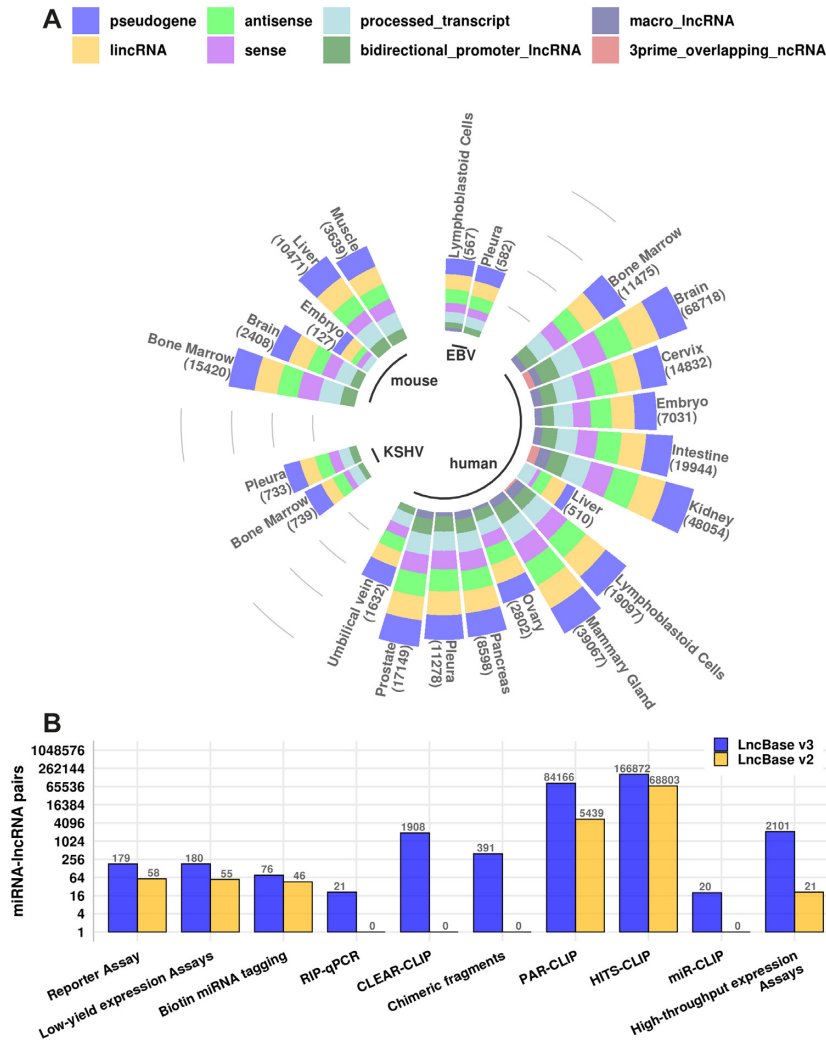 A
pseudogene
antisense
processed_transcript
macro_lncRNA
lincRNA
sense
bidirectional_promoter_lncRNA
3prime_overlapping_ncRNA
Lymphoblastoid Cells
(567)
Pleura
(582)
EBV
Bone Marrow
(11475)
Brain
(68718)
Cervix
(14832)
Embryo
(7031)
Intestine
(19944)
Kidney
(48054)
Liver
(510)
Lymphoblastoid Cells
(19097)
Mammary Gland
(39067)
Ovary
(2802)
Pancreas
(8598)
Pleura
(11278)
Prostate
(17149)
Umbilical vein
(1632)
human
Bone Marrow
(739)
Pleura
(733)
KSHV
Bone Marrow
(15420)
Brain
(2408)
Embryo
(127)
Liver
(10471)
Muscle
(3639)
mouse
B
miRNA-lncRNA pairs
LncBase v3
LncBase v2
1048576
262144
65536
16384
4096
1024
256
64
16
4
1
179
58
180
55
76
46
21
0
1908
0
391
0
84166
5439
166872
68803
20
0
2101
21
Reporter Assay
Low-yield expression Assays
Biotin miRNA tagging
RIP-qPCR
CLEAR-CLIP
Chimeric fragments
PAR-CLIP
HITS-CLIP
miR-CLIP
High-throughput expression
Assays